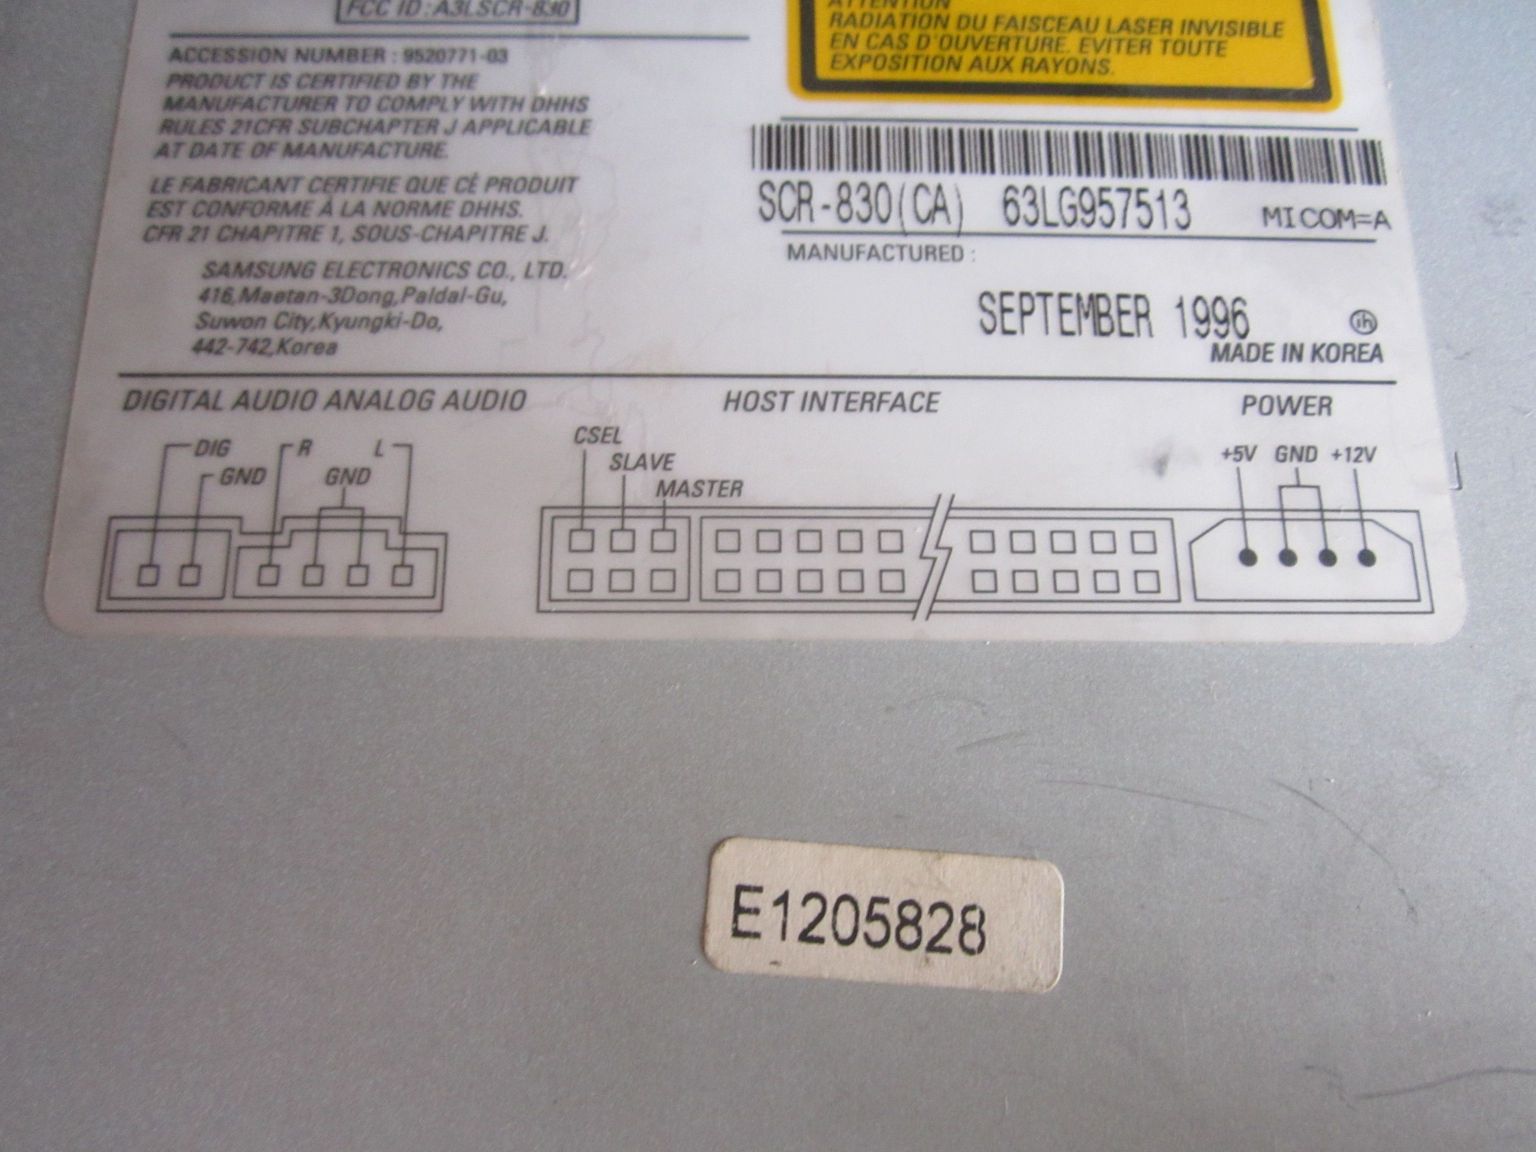 FCC ID : A3LSCR-830
ACCESSION NUMBER : 9520771-03
PRODUCT IS CERTIFIED BY THE
MANUFACTURER TO COMPLY WITH DHHS
RULES 21CFR SUBCHAPTER J APPLICABLE
AT DATE OF MANUFACTURE.
LE FABRICANT CERTIFIE QUE CÉ PRODUIT
EST CONFORME À LA NORME DHHS.
CFR 21 CHAPITRE 1, SOUS-CHAPITRE J.
SAMSUNG ELECTRONICS CO., LTD.
416,Maetan-3Dong,Paldal-Gu,
Suwon City,Kyungki-Do,
442-742,Korea
ATTENTION
RADIATION DU FAISCEAU LASER INVISIBLE
EN CAS D'OUVERTURE. EVITER TOUTE
EXPOSITION AUX RAYONS.
SCR-830(CA) 63LG957513 MICOM=A
MANUFACTURED :
SEPTEMBER 1996
ih
MADE IN KOREA
DIGITAL AUDIO ANALOG AUDIO HOST INTERFACE POWER
DIG R L
GND GND
CSEL
SLAVE
MASTER
+5V GND +12V
E1205828